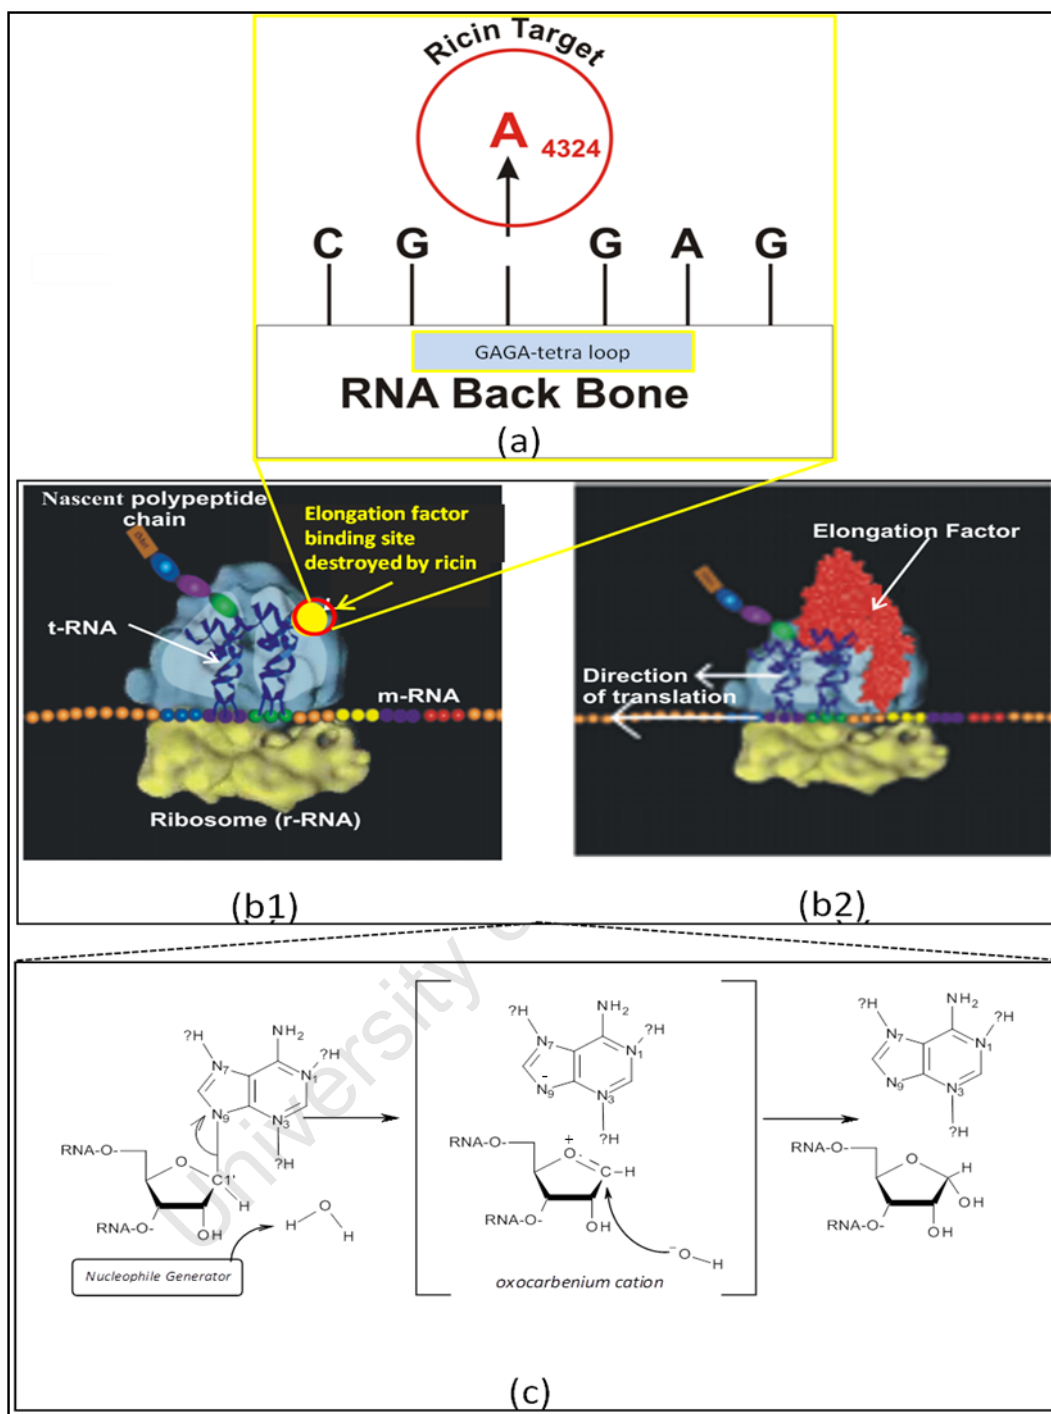 Ricin Target
A 4324
C G G A G
GAGA-tetra loop
RNA Back Bone
(a)
Nascent polypeptide
chain
Elongation factor
binding site
destroyed by ricin
t-RNA
m-RNA
Ribosome (r-RNA)
(b1)
Elongation Factor
Direction
of translation
(b2)
University
?H NH2 ?H
N7 N1
N9 N3
?H
RNA-O-
O
C1'
H
RNA-O-
OH
H O H
Nucleophile Generator
?H NH2 ?H
N7 N1
-
N9 N3
?H
+
RNA-O-
O
C-H
RNA-O-
OH
-O-H
oxocarbenium cation
?H NH2 ?H
N7 N1
N9 N3
?H
RNA-O-
O H
OH
RNA-O-
OH
(c)